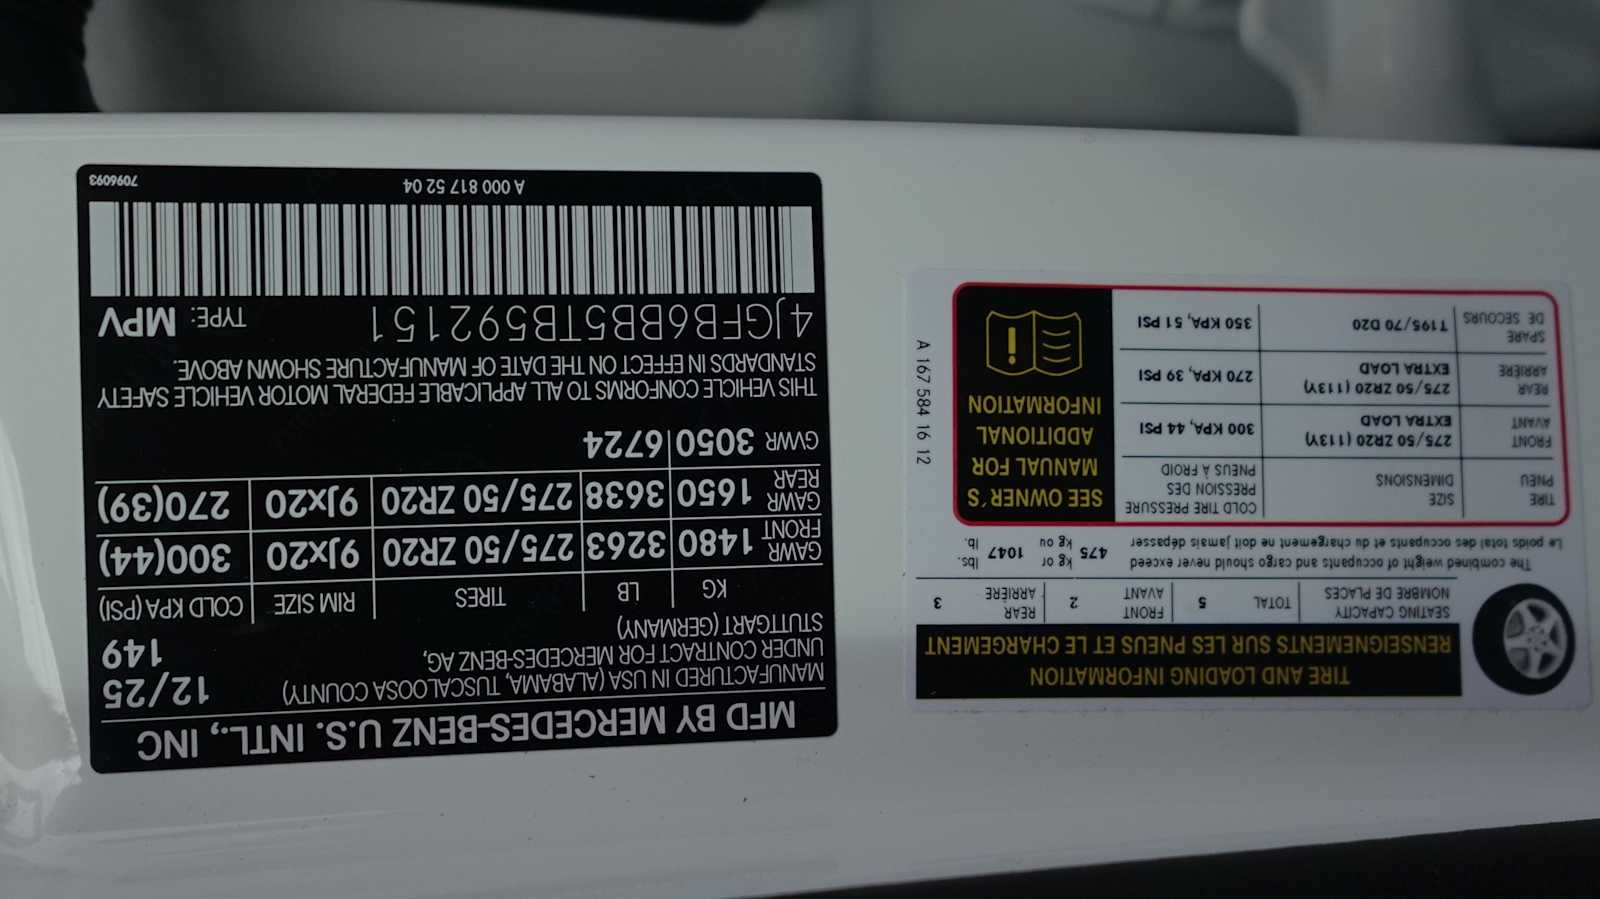 MFD BY MERCEDES-BENZ U.S. INTL., INC
MANUFACTURED IN USA (ALABAMA, TUSCALOOSA COUNTY) 12/25
UNDER CONTRACT FOR MERCEDES-BENZ AG, 149
STUTTGART (GERMANY)
KG LB TIRES RIM SIZE COLD KPA (PSI)
GAWR FRONT 1480 3263 275/50 ZR20 9Jx20 300(44)
GAWR REAR 1650 3638 275/50 ZR20 9Jx20 270(39)
GVWR 3050 6724
THIS VEHICLE CONFORMS TO ALL APPLICABLE FEDERAL MOTOR VEHICLE SAFETY
STANDARDS IN EFFECT ON THE DATE OF MANUFACTURE SHOWN ABOVE.
4JGFB6BB5TB592151 TYPE: MPV
A 000 817 52 04 7096093
TIRE AND LOADING INFORMATION
RENSEIGNEMENTS SUR LES PNEUS ET LE CHARGEMENT
SEATING CAPACITY TOTAL 5 FRONT 2 REAR 3
NOMBRE DE PLACES AVANT ARRIÈRE
The combined weight of occupants and cargo should never exceed 475 kg or 1047 lbs.
Le poids total des occupants et du chargement ne doit jamais dépasser kg ou lb.
TIRE SIZE COLD TIRE PRESSURE
PNEU DIMENSIONS PRESSION DES
PNEUS À FROID
FRONT 275/50 ZR20 (113Y) 300 KPA, 44 PSI
AVANT EXTRA LOAD
REAR 275/50 ZR20 (113Y) 270 KPA, 39 PSI
ARRIÈRE EXTRA LOAD
SPARE T195/70 D20 350 KPA, 51 PSI
DE SECOURS
SEE OWNER'S
MANUAL FOR
ADDITIONAL
INFORMATION
A 167 584 16 12